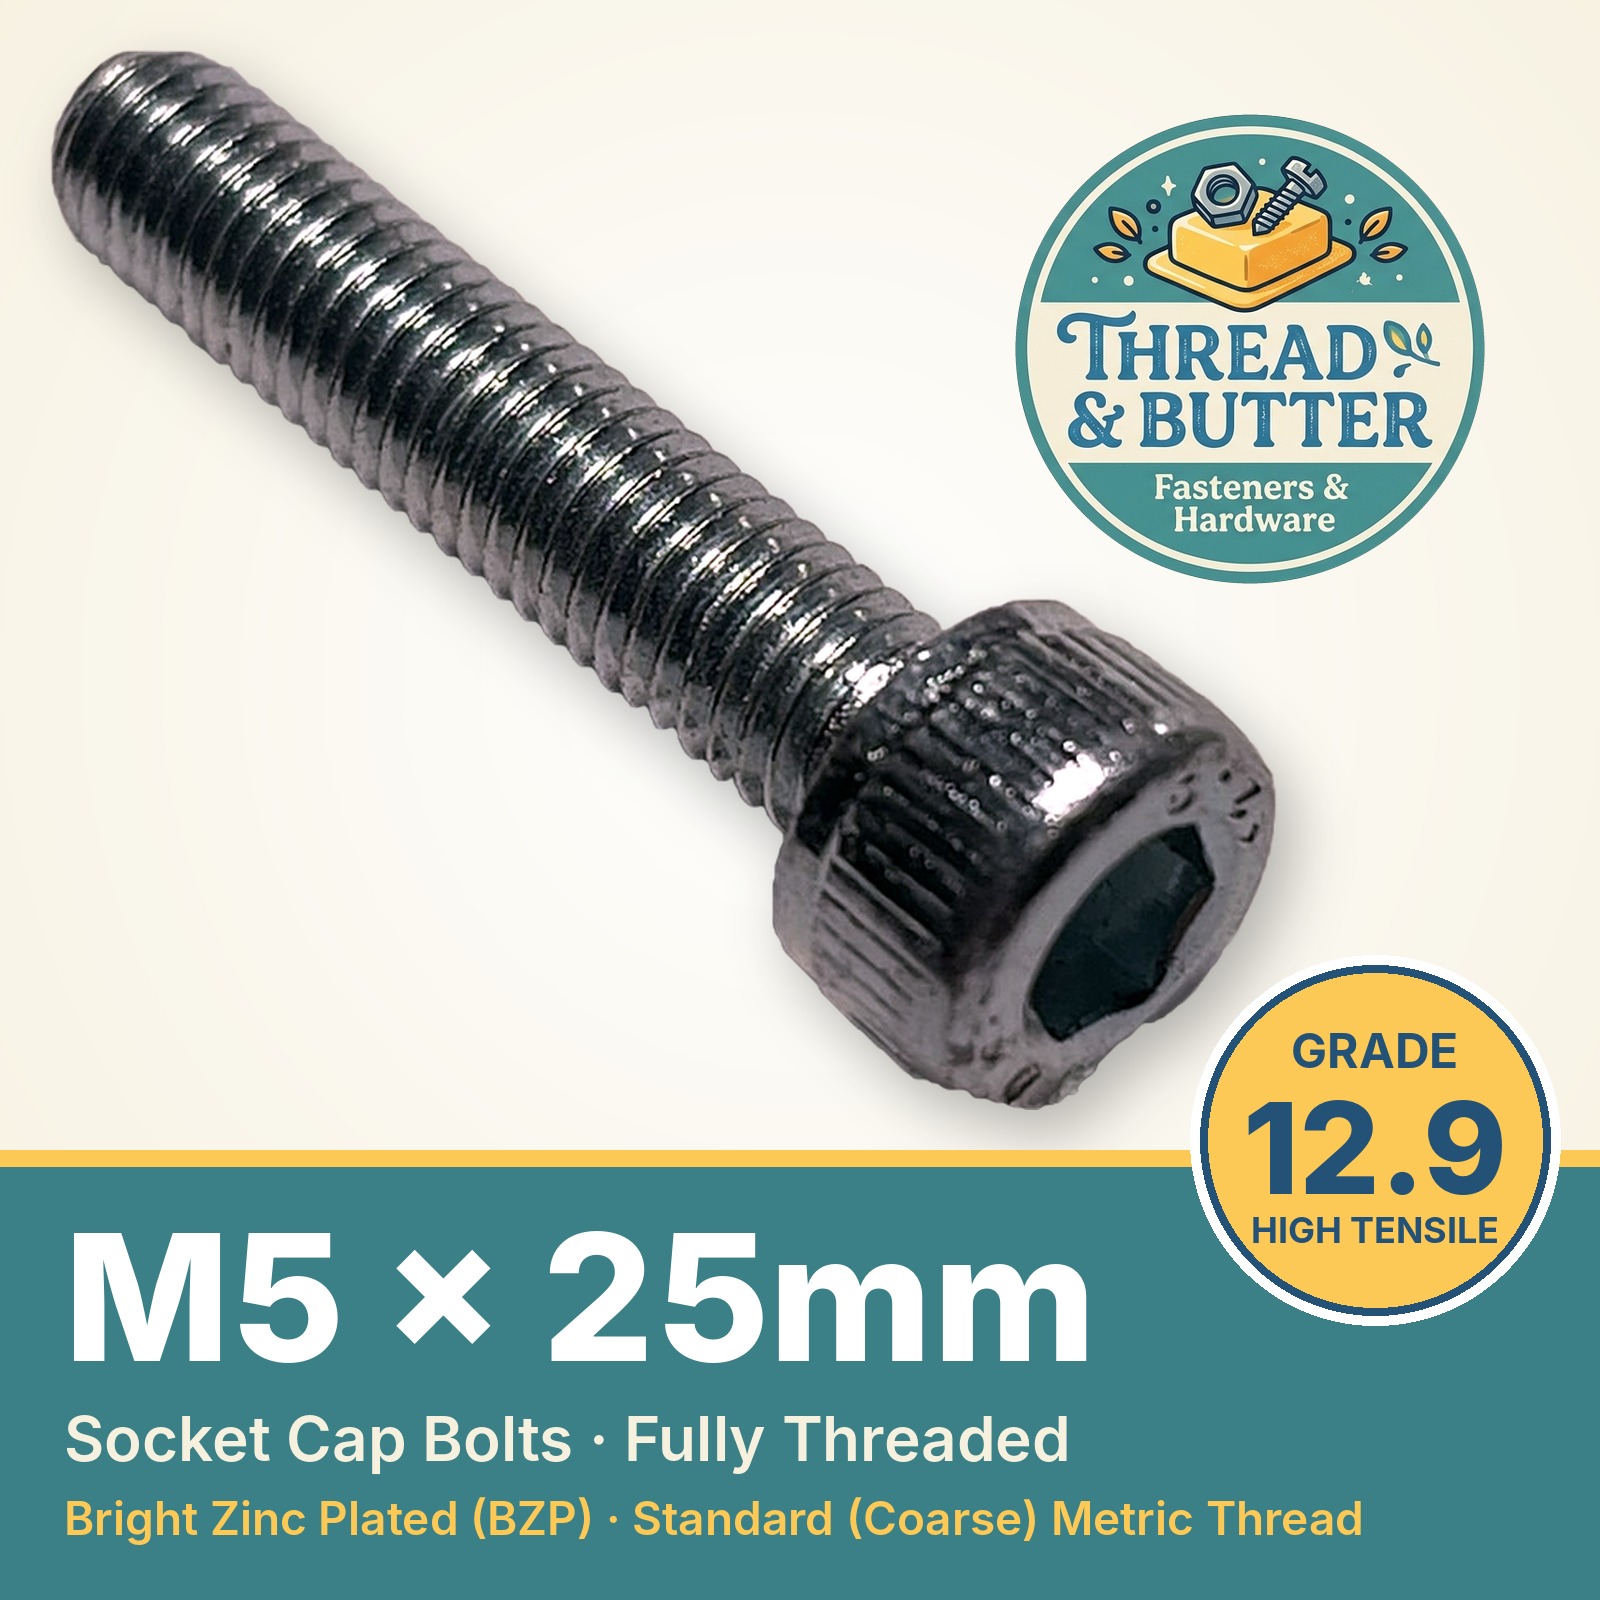 THREAD
& BUTTER
Fasteners &
Hardware
GRADE
12.9
HIGH TENSILE
M5 × 25mm
Socket Cap Bolts · Fully Threaded
Bright Zinc Plated (BZP) · Standard (Coarse) Metric Thread